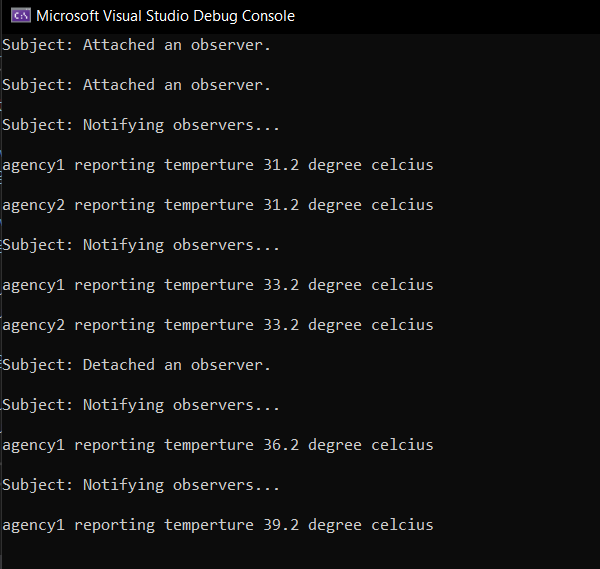 Microsoft Visual Studio Debug Console
Subject: Attached an observer.
Subject: Attached an observer.
Subject: Notifying observers...
agency1 reporting temperture 31.2 degree celcius
agency2 reporting temperture 31.2 degree celcius
Subject: Notifying observers...
agency1 reporting temperture 33.2 degree celcius
agency2 reporting temperture 33.2 degree celcius
Subject: Detached an observer.
Subject: Notifying observers...
agency1 reporting temperture 36.2 degree celcius
Subject: Notifying observers...
agency1 reporting temperture 39.2 degree celcius